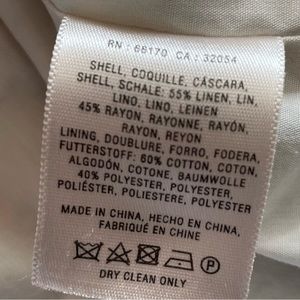 RN : 66170 CA : 32054
SHELL, COQUILLE, CÁSCARA,
SHELL, SCHALE: 55% LINEN, LIN,
LINO, LINO, LEINEN
45% RAYON, RAYONNE, RAYÓN,
RAYON, REYON
LINING, DOUBLURE, FORRO, FODERA,
FUTTERSTOFF: 60% COTTON, COTON,
ALGODÓN, COTONE, BAUMWOLLE
40% POLYESTER, POLYESTER,
POLIÉSTER, POLIESTERE, POLYESTER
MADE IN CHINA, HECHO EN CHINA,
FABRIQUÉ EN CHINE
P
DRY CLEAN ONLY